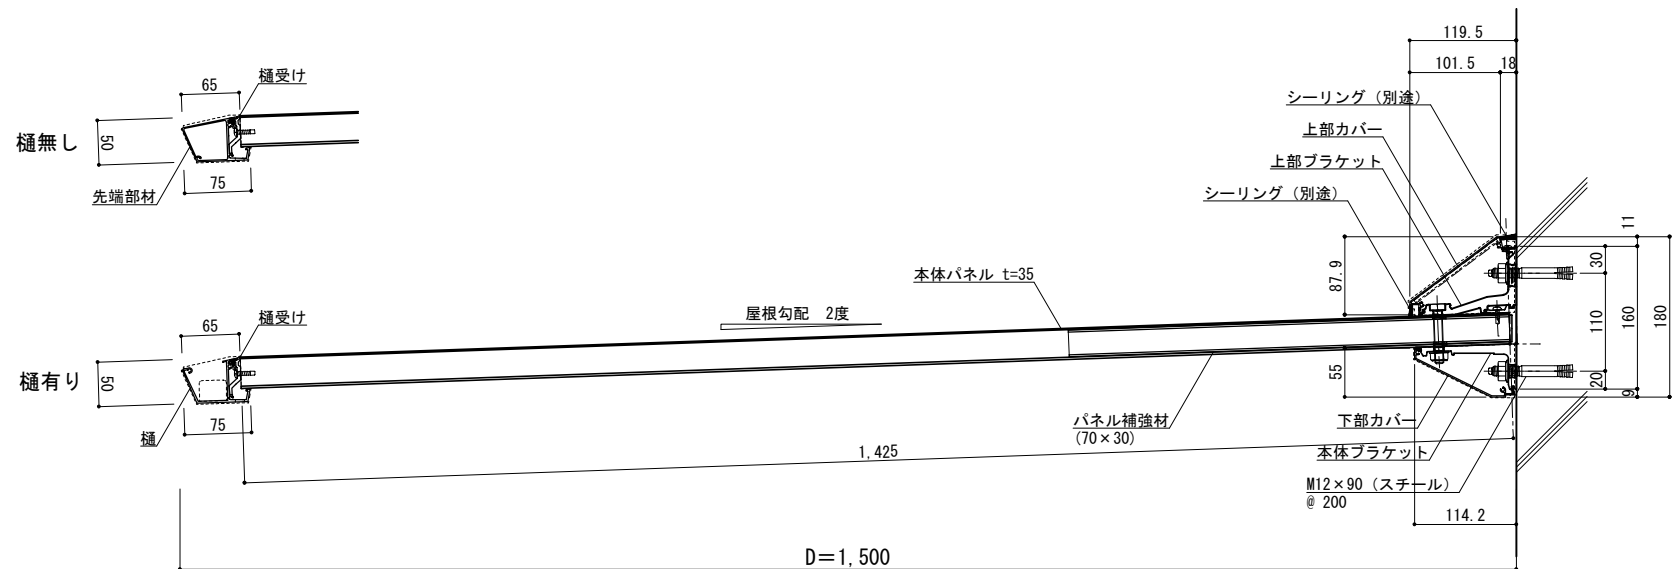 119.5
101.5
18
シーリング（別途）
上部カバー
上部ブラケット
シーリング（別途）
65
樋受け
樋無し
50
75
先端部材
11
30
87.9
本体パネル t=35
屋根勾配　2度
110
160
180
65
樋受け
樋有り
50
75
樋
55
20
9
パネル補強材
(70×30)
下部カバー
本体ブラケット
1,425
M12×90（スチール）
@ 200
114.2
D＝1,500